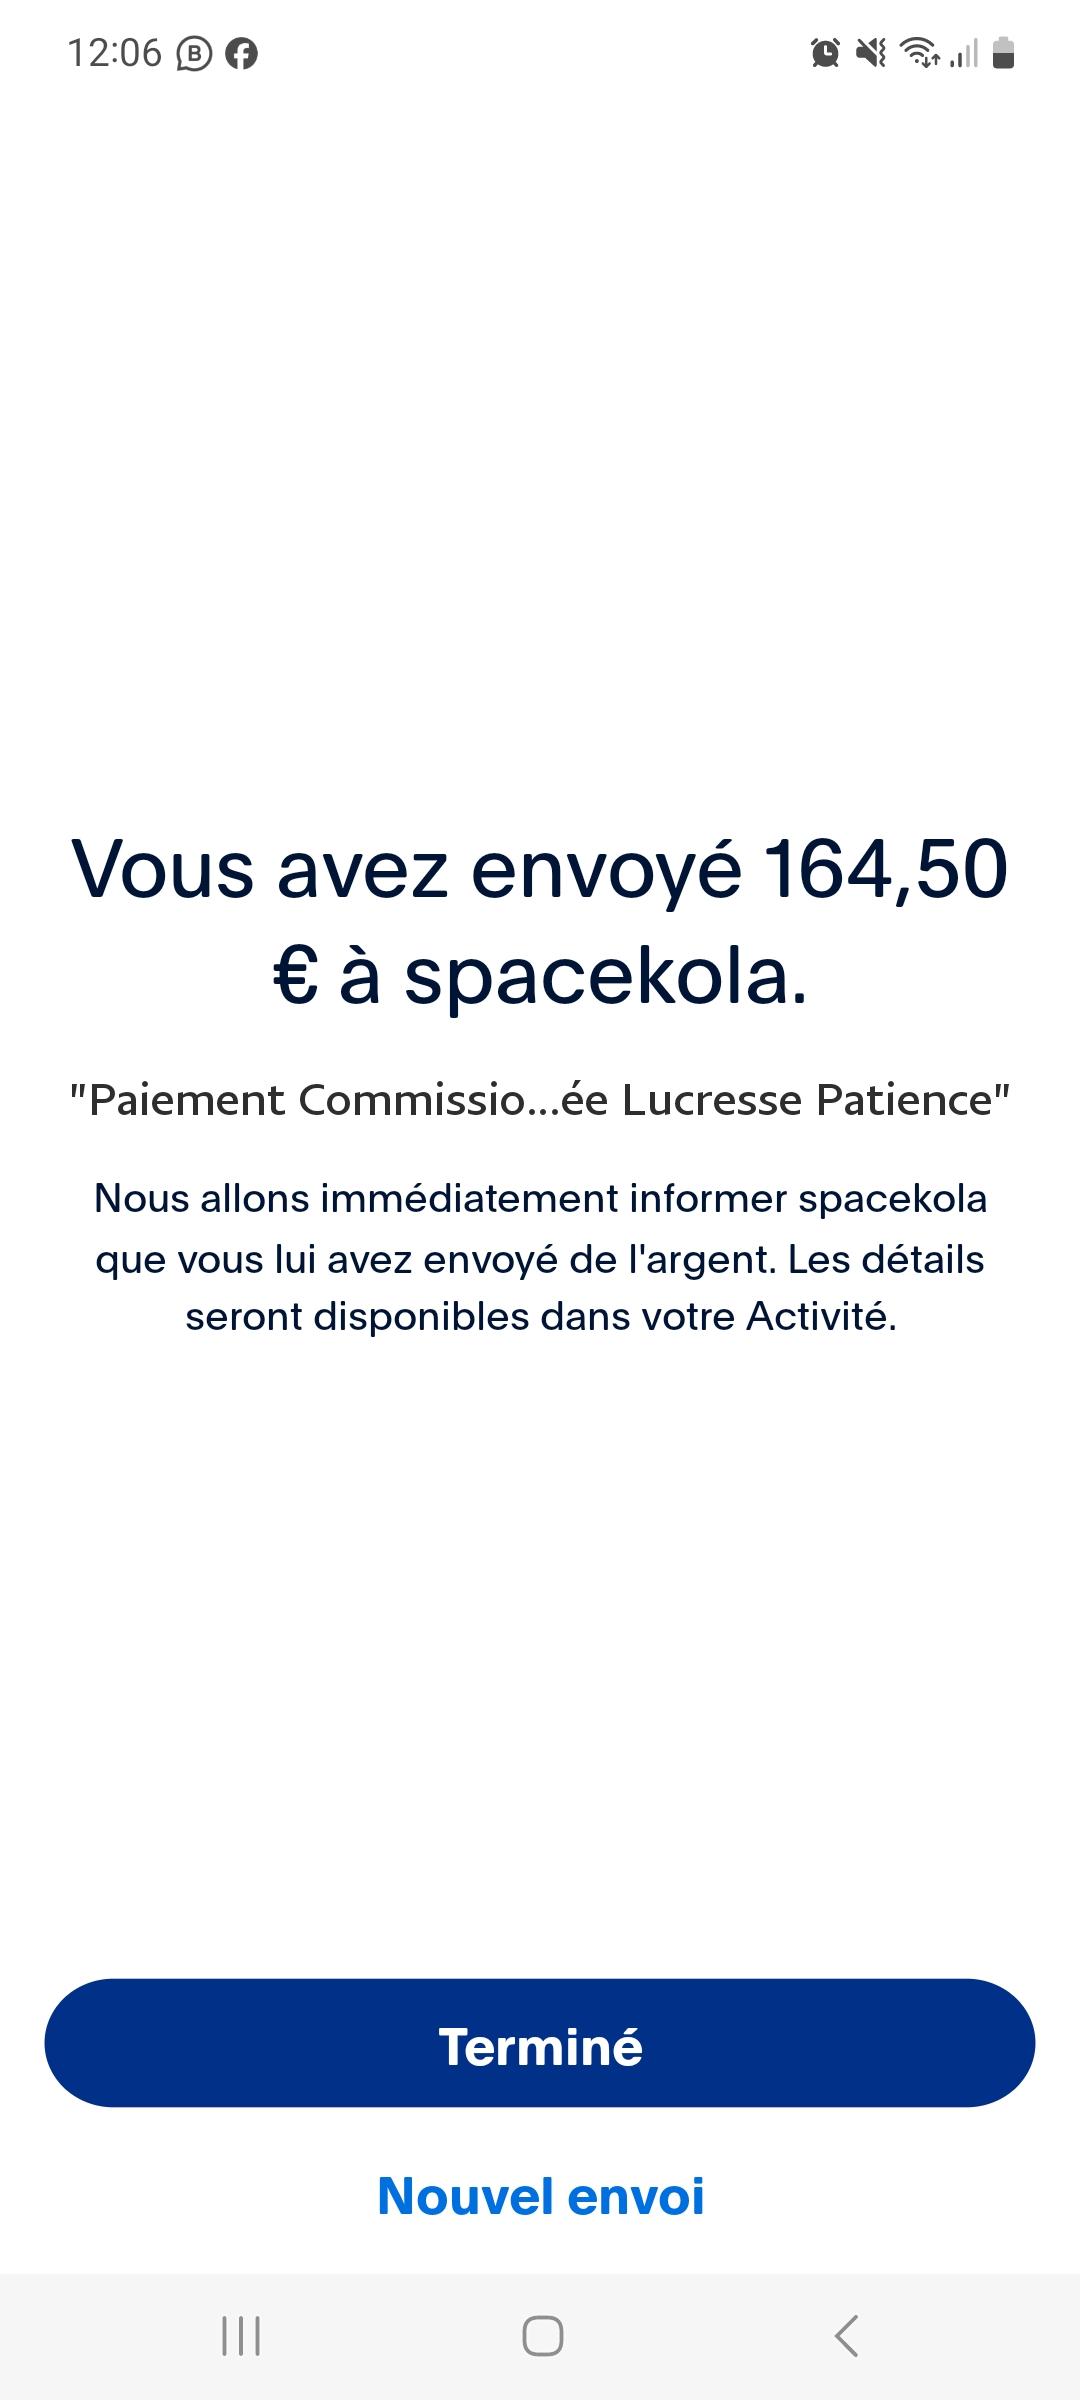 12:06
Vous avez envoyé 164,50
€ à spacekola.
"Paiement Commissio...ée Lucresse Patience"
Nous allons immédiatement informer spacekola
que vous lui avez envoyé de l'argent. Les détails
seront disponibles dans votre Activité.
Terminé
Nouvel envoi